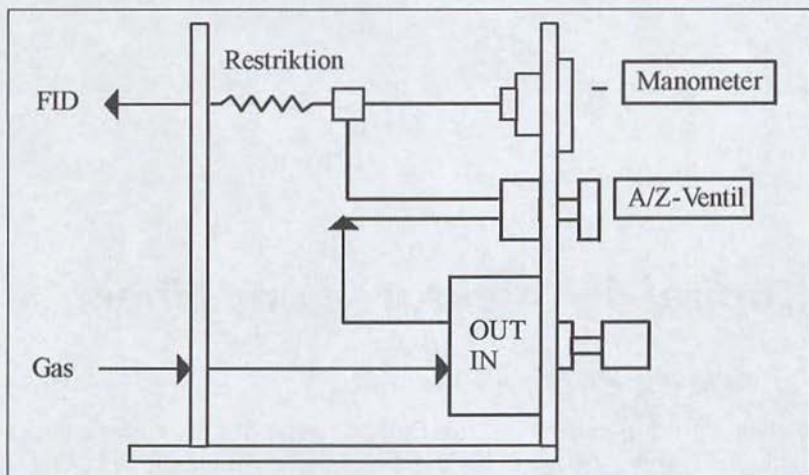 Restriktion
FID
Manometer
A/Z-Ventil
OUT
IN
Gas